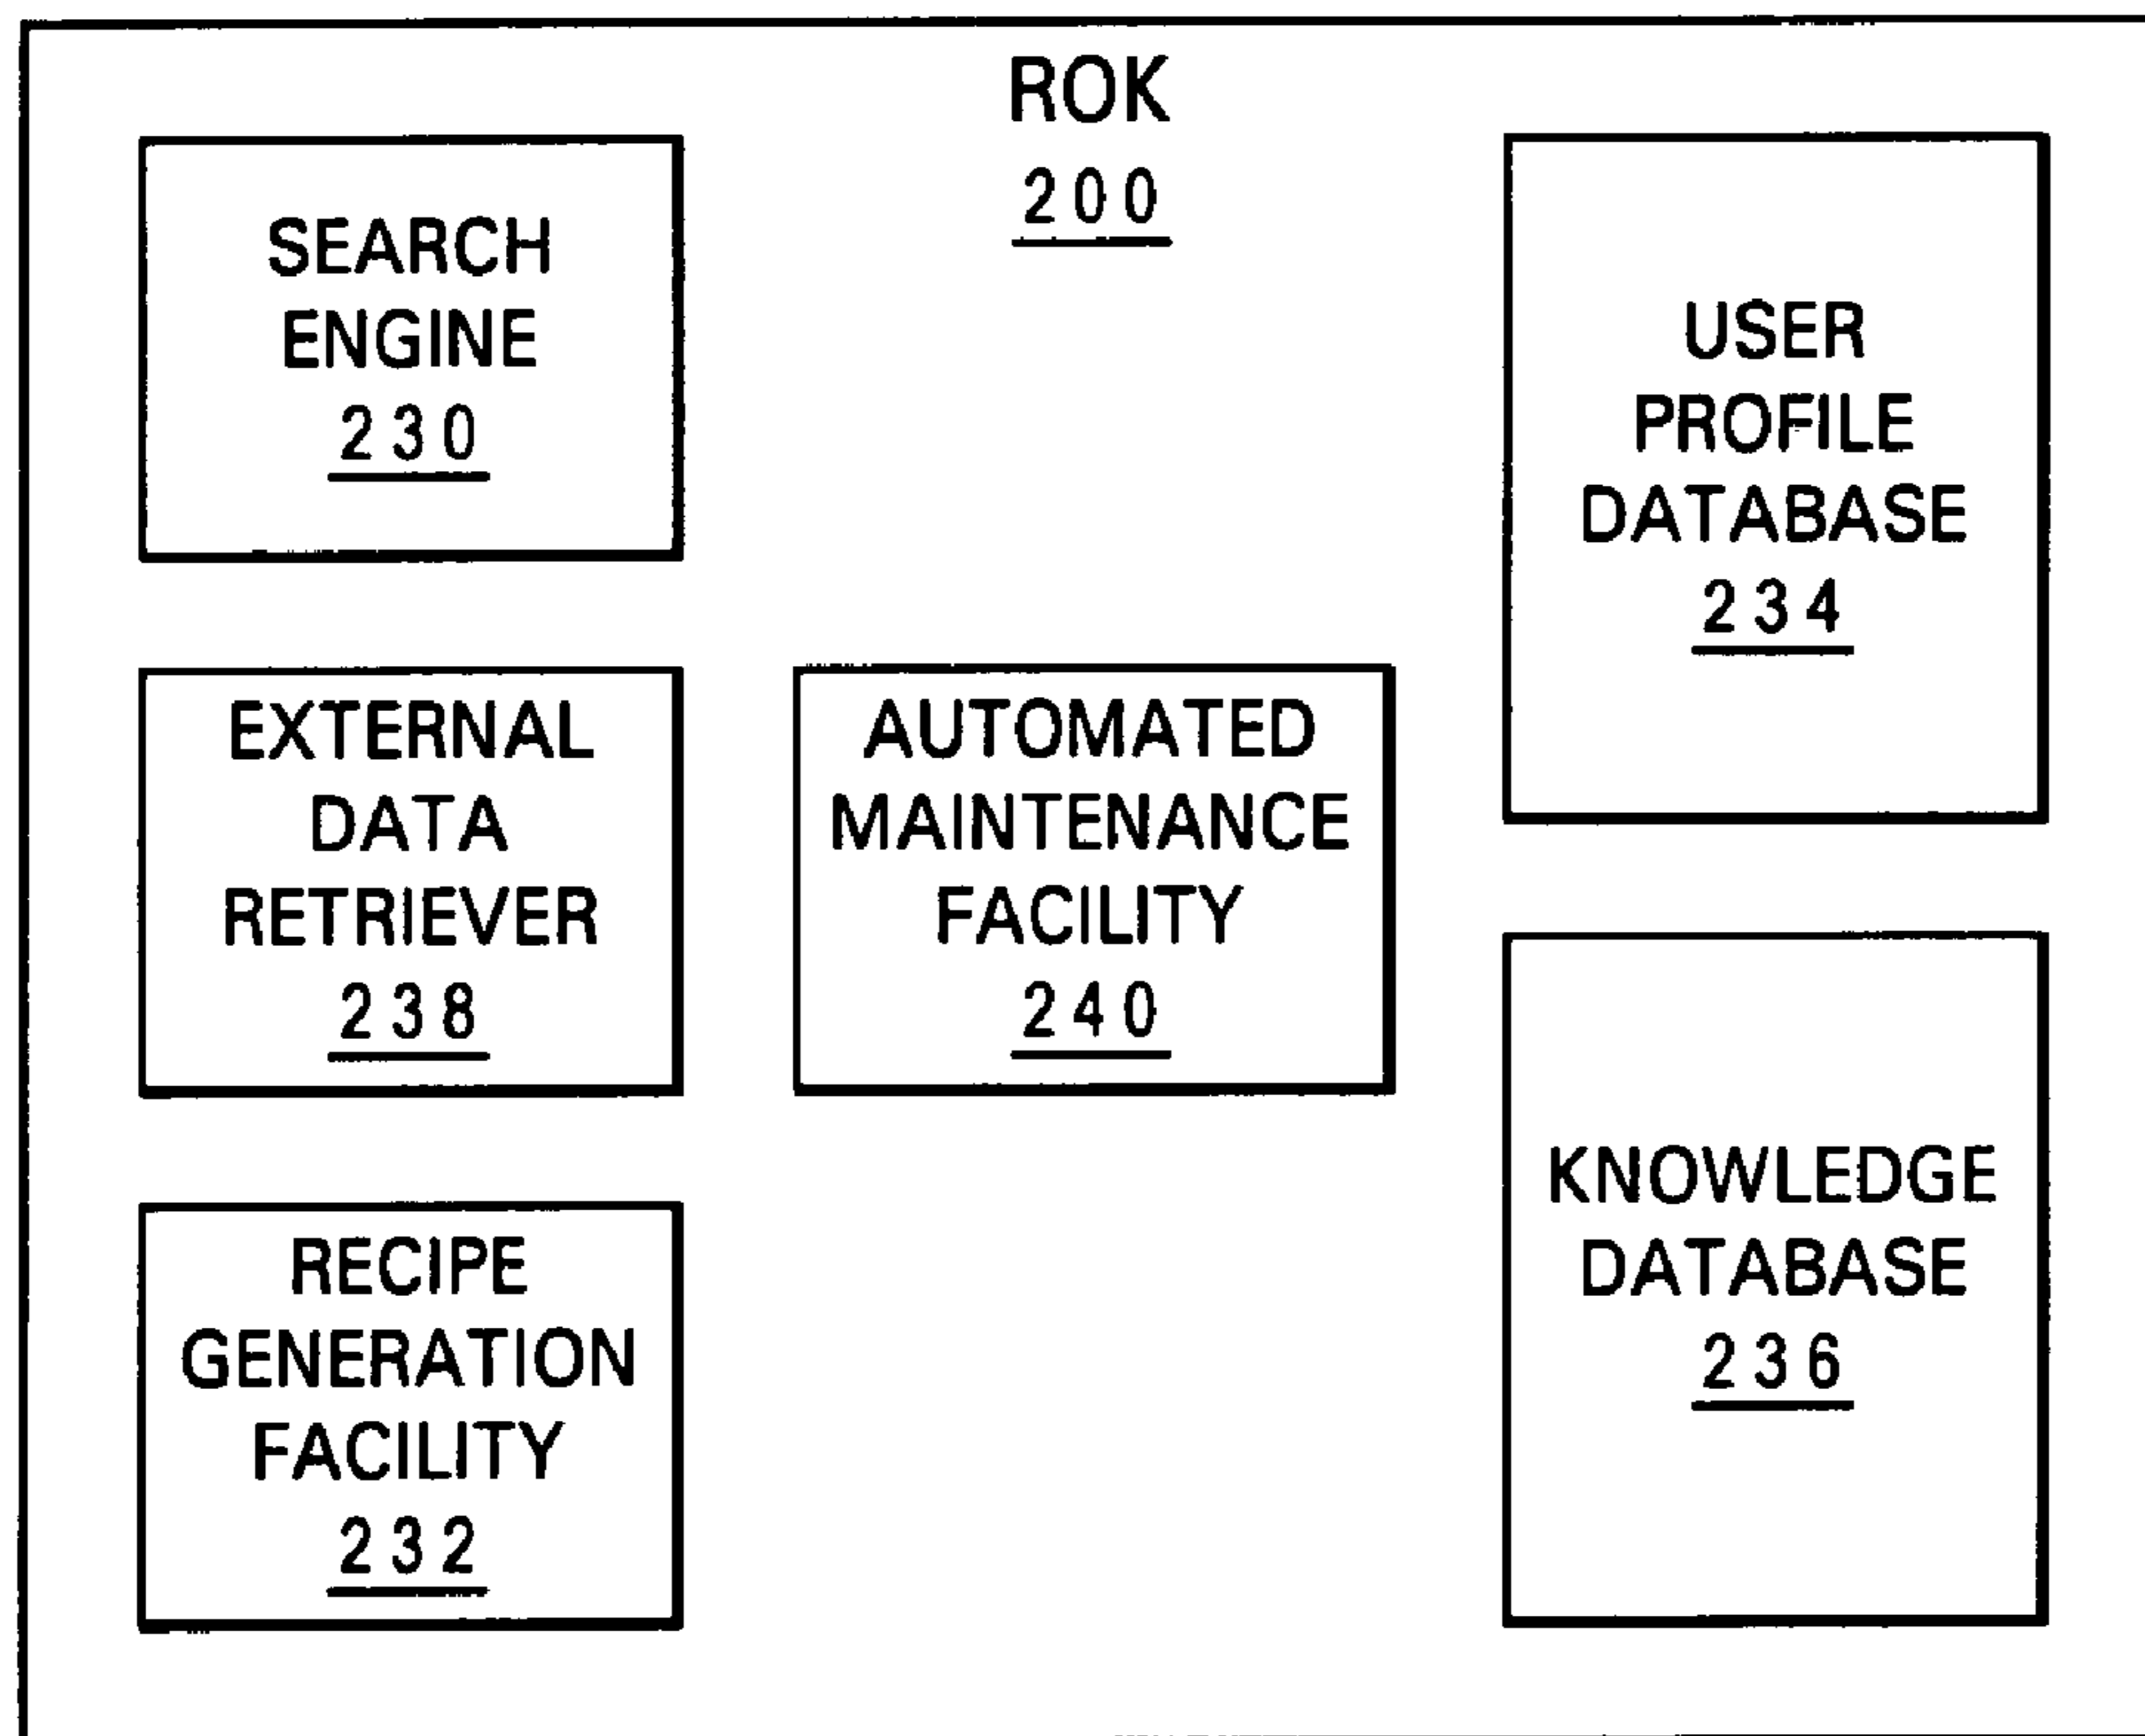 ROK
200
SEARCH
ENGINE
230
USER
PROFILE
DATABASE
234
EXTERNAL
DATA
RETRIEVER
238
AUTOMATED
MAINTENANCE
FACILITY
240
RECIPE
GENERATION
FACILITY
232
KNOWLEDGE
DATABASE
236